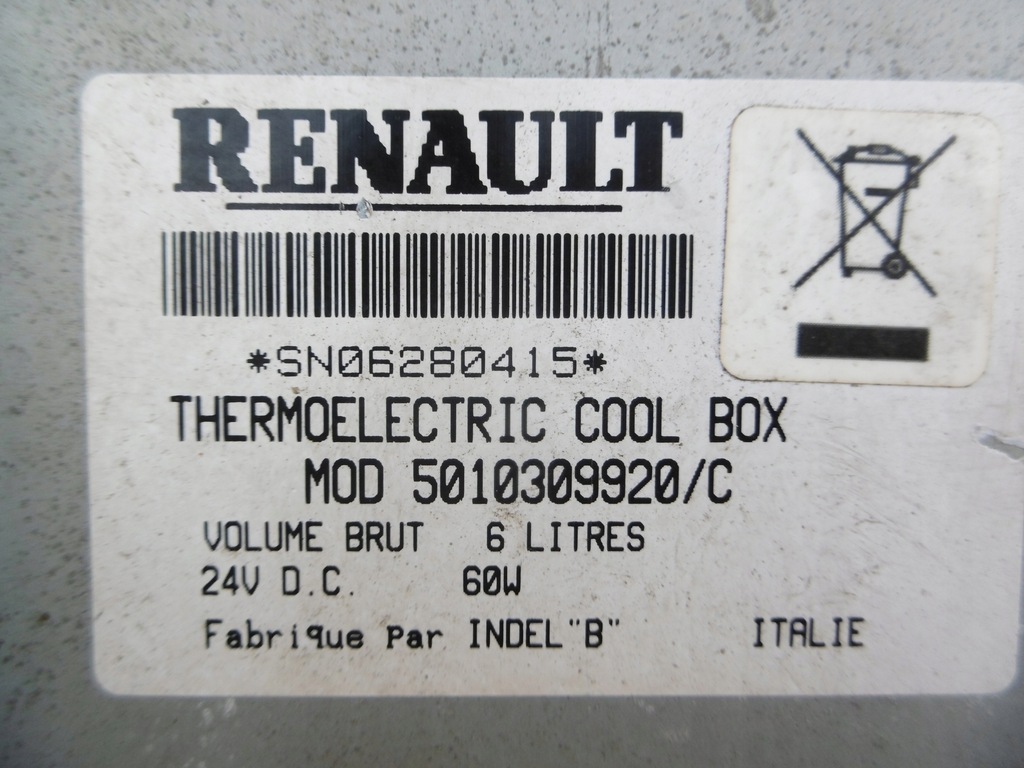 RENAULT
*SN06280415*
THERMOELECTRIC COOL BOX
MOD 5010309920/C
VOLUME BRUT 6 LITRES
24V D.C. 60W
Fabrique Par INDEL"B" ITALIE